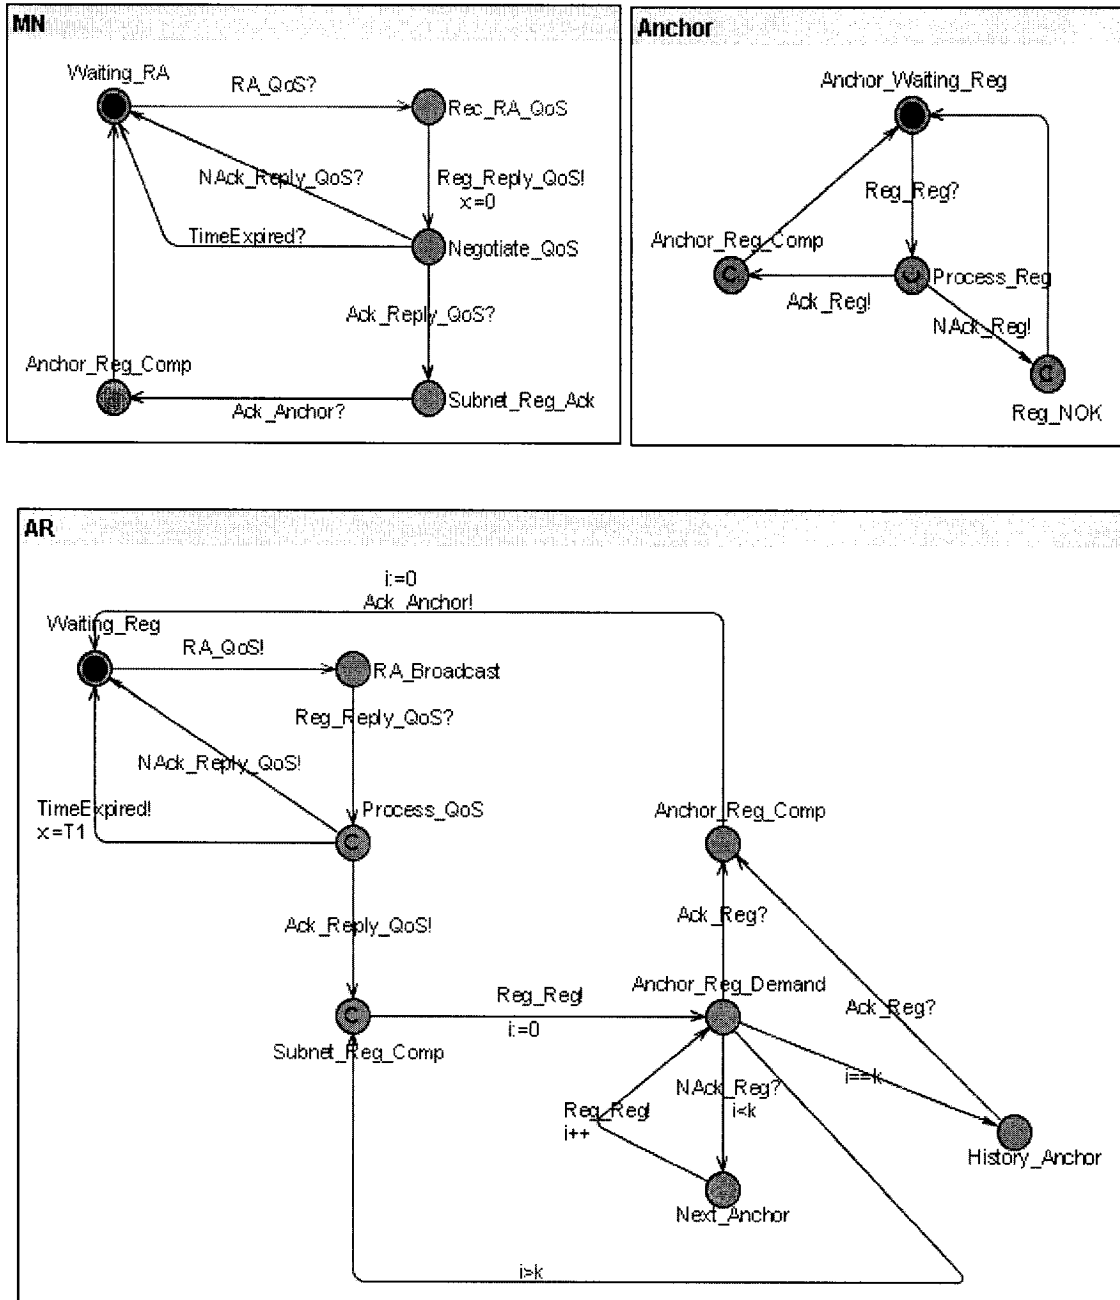 MN
Waiting_RA
RA_QoS?
Rec_RA_QoS
NAck_Reply_QoS?
Reg_Reply_QoS!
x:=0
TimeExpired?
Negotiate_QoS
Ack_Reply_QoS?
Anchor_Reg_Comp
Ack_Anchor?
Subnet_Reg_Ack
Anchor
Anchor_Waiting_Reg
Reg_Reg?
Anchor_Reg_Comp
C
Process_Reg
Ack_Reg!
NAck_Reg!
Reg_NOK
AR
i:=0
Ack_Anchor!
Waiting_Reg
RA_QoS!
RA_Broadcast
Reg_Reply_QoS?
NAck_Reply_QoS!
TimeExpired!
x:=T1
Process_QoS
C
Anchor_Reg_Comp
Ack_Reply_QoS!
Ack_Reg?
C
Subnet_Reg_Comp
Reg_Reg!
i:=0
Anchor_Reg_Demand
Ack_Reg?
NAck_Reg?
i<k
i==k
Reg_Reg!
i++
History_Anchor
Next_Anchor
i>k